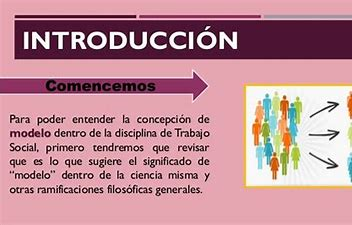 INTRODUCCIÓN
Comencemos
Para poder entender la concepción de
modelo dentro de la disciplina de Trabajo
Social, primero tendremos que revisar
que es lo que sugiere el significado de
“modelo” dentro de la ciencia misma y
otras ramificaciones filosóficas generales.